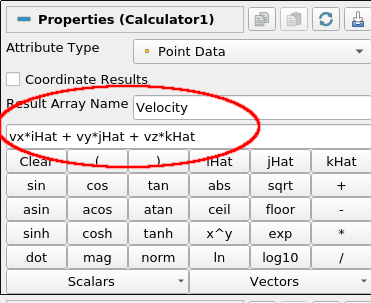 Properties (Calculator1)
Attribute Type Point Data
Coordinate Results
Result Array Name Velocity
vx*iHat + vy*jHat + vz*kHat
Clear ( ) iHat jHat kHat
sin cos tan abs sqrt +
asin acos atan ceil floor -
sinh cosh tanh x^y exp *
dot mag norm ln log10 /
Scalars Vectors